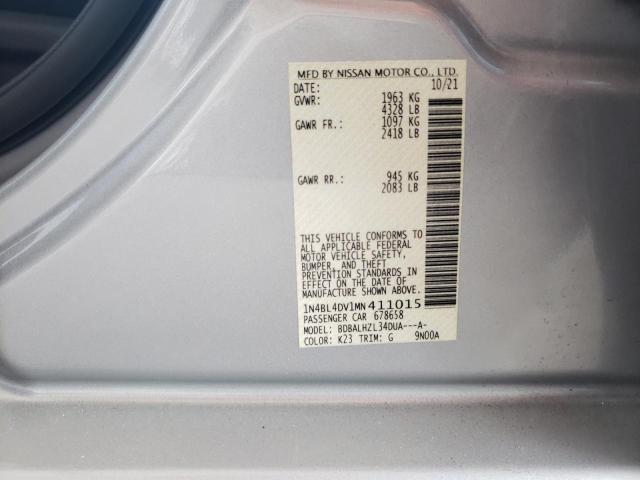 MFD BY NISSAN MOTOR CO., LTD.
DATE: 10/21
GVWR: 1963 KG
4328 LB
GAWR FR.: 1097 KG
2418 LB
GAWR RR.: 945 KG
2083 LB
THIS VEHICLE CONFORMS TO
ALL APPLICABLE FEDERAL
MOTOR VEHICLE SAFETY,
BUMPER, AND THEFT
PREVENTION STANDARDS IN
EFFECT ON THE DATE OF
MANUFACTURE SHOWN ABOVE.
1N4BL4DV1MN411015
PASSENGER CAR 678658
MODEL: BDBALHZL34DUA---A-
COLOR: K23 TRIM: G 9N00A